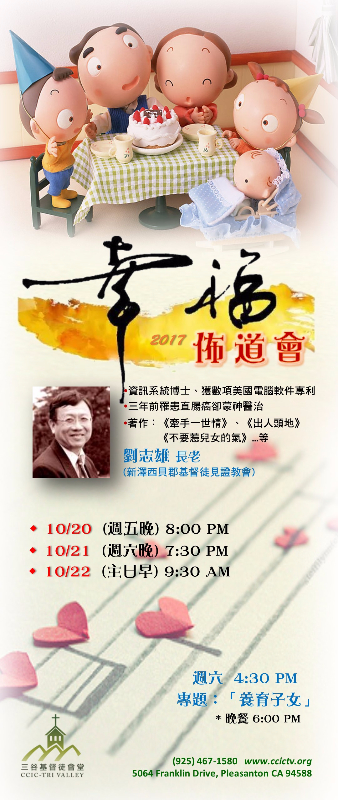 幸福
2017 佈道會
•資訊系統博士、獲數項美國電腦軟件專利
•三年前罹患直腸癌卻蒙神醫治
•著作：《牽手一世情》、《出人頭地》
《不要惹兒女的氣》…等
劉志雄 長老
(新澤西貝郡基督徒見證教會)
10/20 (週五晚) 8:00 PM
10/21 (週六晚) 7:30 PM
10/22 (主日早) 9:30 AM
週六 4:30 PM
專題：「養育子女」
* 晚餐 6:00 PM
三谷基督徒會堂
CCIC-TRI VALLEY
(925) 467-1580 www.ccictv.org
5064 Franklin Drive, Pleasanton CA 94588